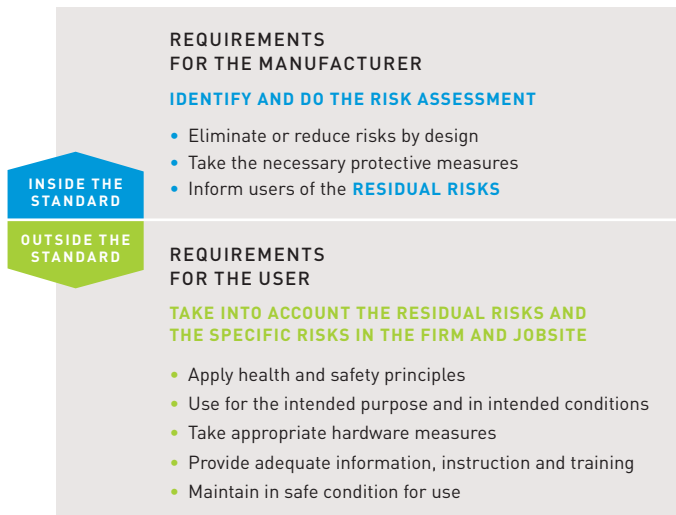 REQUIREMENTS
FOR THE MANUFACTURER
IDENTIFY AND DO THE RISK ASSESSMENT
• Eliminate or reduce risks by design
• Take the necessary protective measures
• Inform users of the RESIDUAL RISKS
INSIDE THE
STANDARD
OUTSIDE THE
STANDARD
REQUIREMENTS
FOR THE USER
TAKE INTO ACCOUNT THE RESIDUAL RISKS AND
THE SPECIFIC RISKS IN THE FIRM AND JOBSITE
• Apply health and safety principles
• Use for the intended purpose and in intended conditions
• Take appropriate hardware measures
• Provide adequate information, instruction and training
• Maintain in safe condition for use